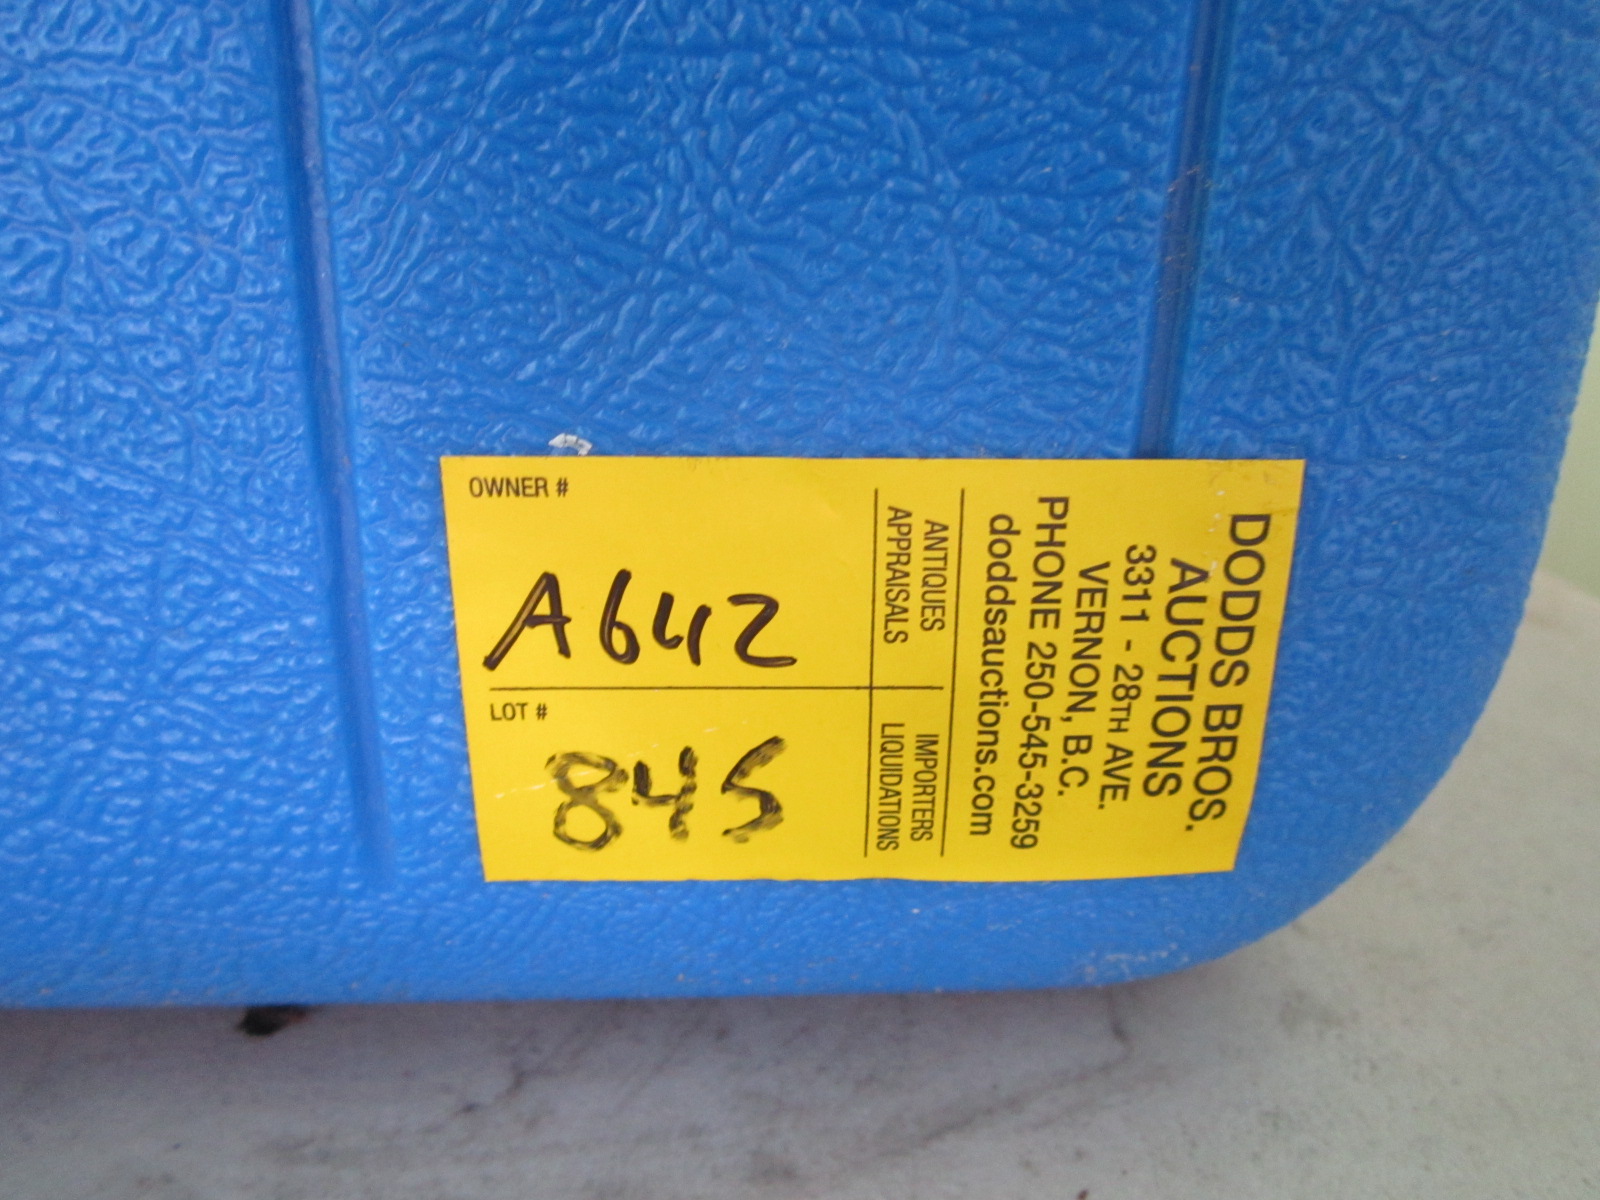 OWNER #
A642
LOT #
845
DODDS BROS.
AUCTIONS
3311 - 28TH AVE.
VERNON, B.C.
PHONE 250-545-3259
doddsauctions.com
ANTIQUES
APPRAISALS
IMPORTERS
LIQUIDATIONS